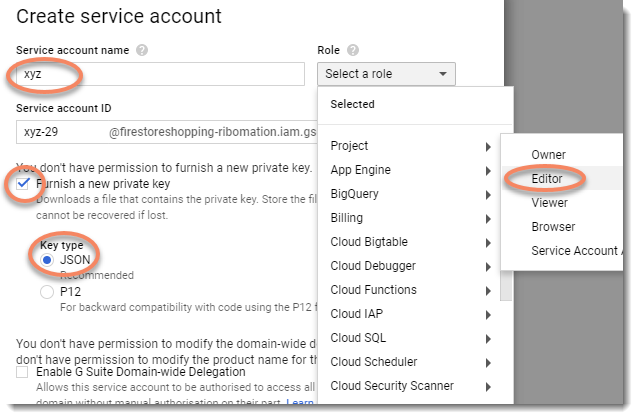 Create service account
Service account name
Role
xyz
Select a role
Service account ID
xyz-29 @firestoreshopping-ribomation.iam.gs
You don't have permission to furnish a new private key.
Furnish a new private key
Downloads a file that contains the private key. Store the fil
cannot be recovered if lost.
Key type
JSON
Recommended
P12
For backward compatibility with code using the P12 f
You don't have permission to modify the domain-wide d
don't have permission to modify the product name for th
Enable G Suite Domain-wide Delegation
Allows this service account to be authorised to access all
domain without manual authorisation on their part. Learn
Selected
Project
App Engine
BigQuery
Billing
Cloud Bigtable
Cloud Debugger
Cloud Functions
Cloud IAP
Cloud SQL
Cloud Scheduler
Cloud Security Scanner
Owner
Editor
Viewer
Browser
Service Account A